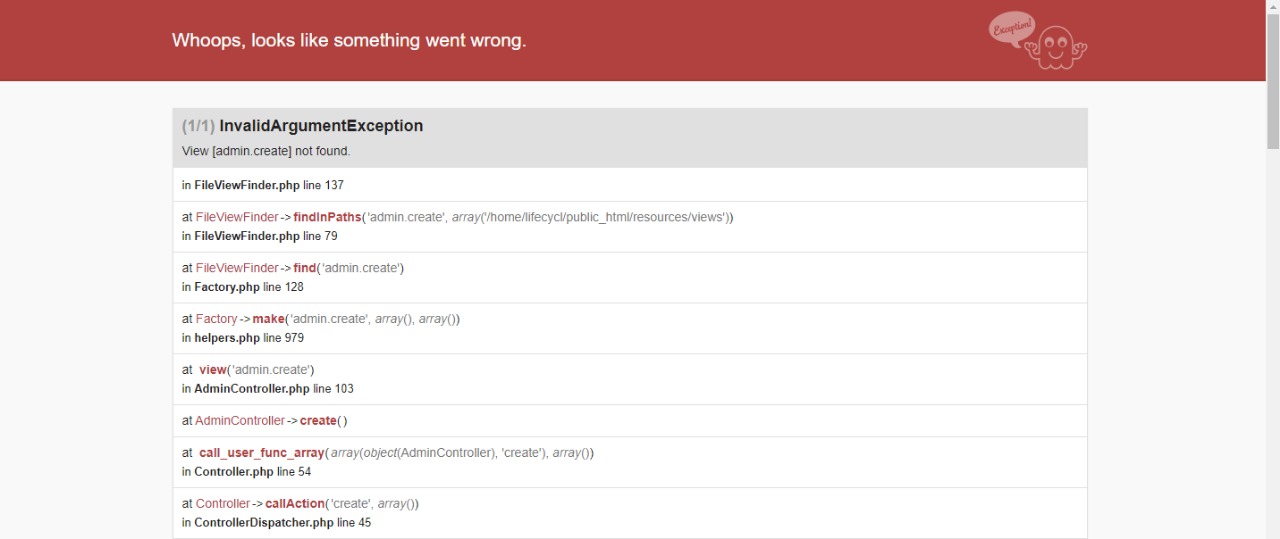 Whoops, looks like something went wrong.
Exception!
(1/1) InvalidArgumentException
View [admin.create] not found.
in FileViewFinder.php line 137
at FileViewFinder->findInPaths('admin.create', array('/home/lifecycl/public_html/resources/views'))
in FileViewFinder.php line 79
at FileViewFinder->find('admin.create')
in Factory.php line 128
at Factory->make('admin.create', array(), array())
in helpers.php line 979
at view('admin.create')
in AdminController.php line 103
at AdminController->create()
at call_user_func_array(array(object(AdminController), 'create'), array())
in Controller.php line 54
at Controller->callAction('create', array())
in ControllerDispatcher.php line 45